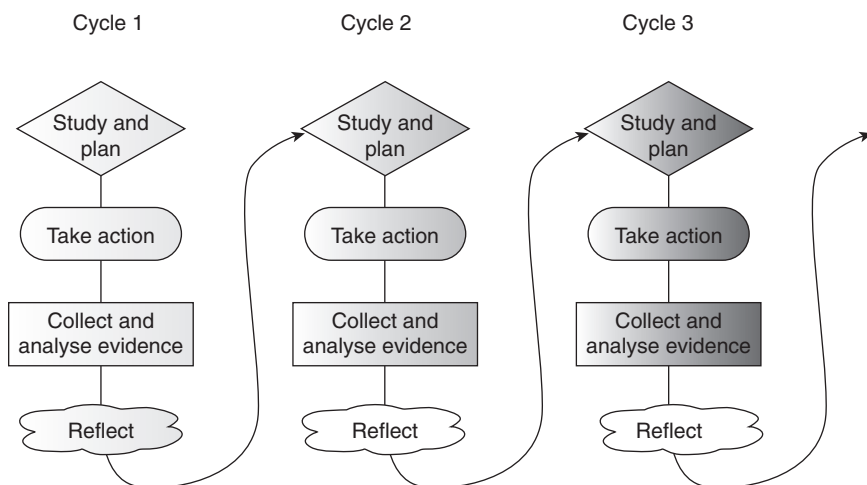 Cycle 1
Cycle 2
Cycle 3
Study and
plan
Take action
Collect and
analyse evidence
Reflect
Study and
plan
Take action
Collect and
analyse evidence
Reflect
Study and
plan
Take action
Collect and
analyse evidence
Reflect